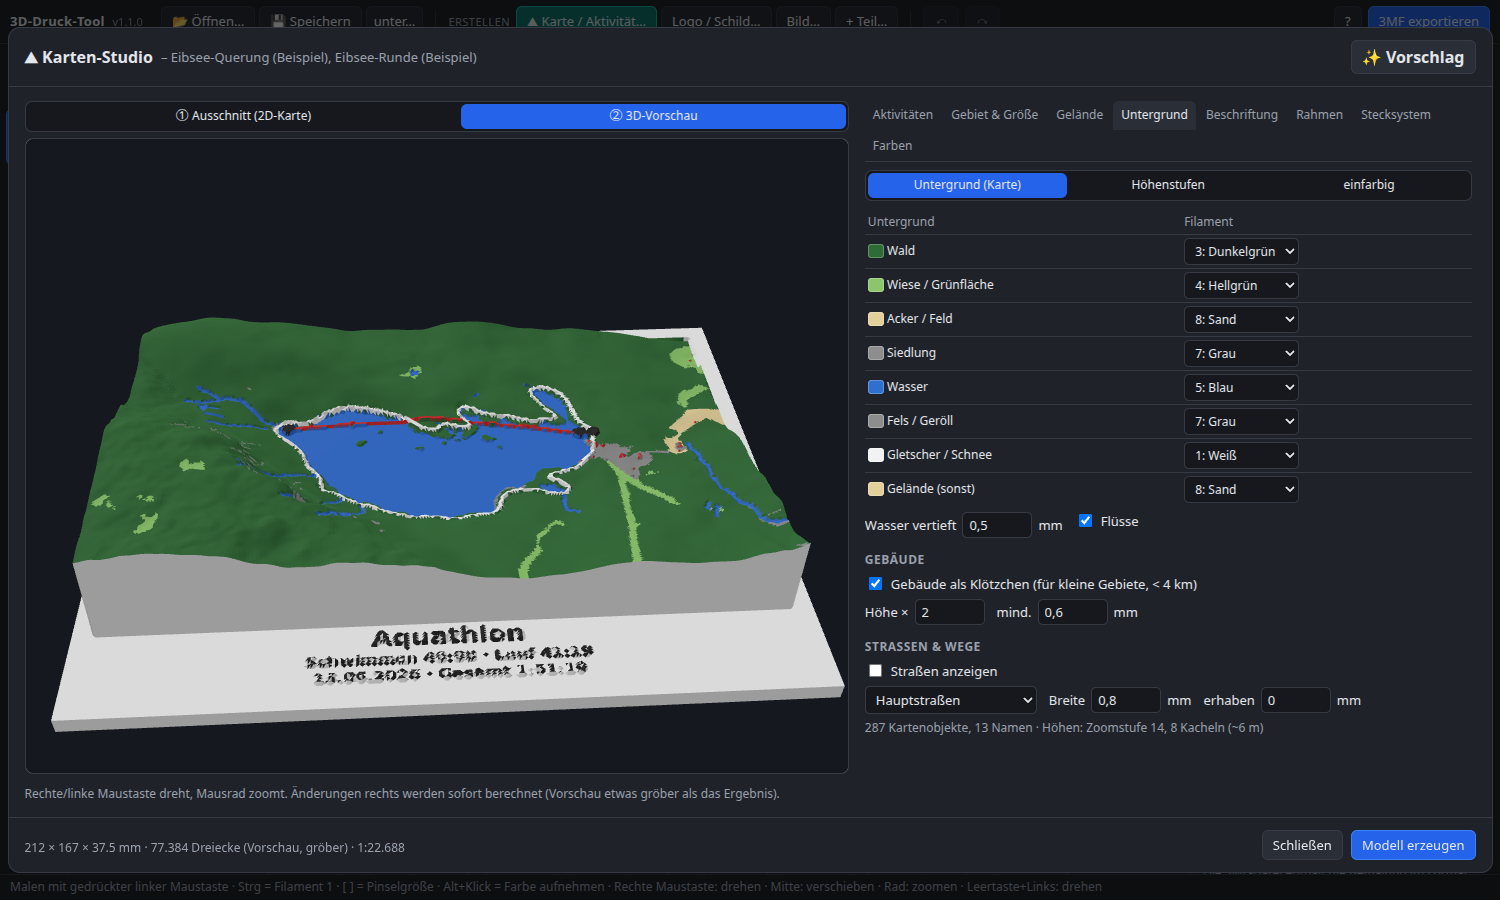 3D-Druck-Tool v1.1.0 📂 Öffnen... 💾 Speichern unter... ERSTELLEN ▲ Karte / Aktivität... Logo / Schild... Bild... + Teil... ? 3MF exportieren
▲ Karten-Studio – Eibsee-Querung (Beispiel), Eibsee-Runde (Beispiel) ✨ Vorschlag
① Ausschnitt (2D-Karte) ② 3D-Vorschau
Aquathlon
Gesamt
Rechte/linke Maustaste dreht, Mausrad zoomt. Änderungen rechts werden sofort berechnet (Vorschau etwas gröber als das Ergebnis).
Aktivitäten Gebiet & Größe Gelände Untergrund Beschriftung Rahmen Stecksystem
Farben
Untergrund (Karte) Höhenstufen einfarbig
Untergrund Filament
Wald 3: Dunkelgrün
Wiese / Grünfläche 4: Hellgrün
Acker / Feld 8: Sand
Siedlung 7: Grau
Wasser 5: Blau
Fels / Geröll 7: Grau
Gletscher / Schnee 1: Weiß
Gelände (sonst) 8: Sand
Wasser vertieft 0,5 mm Flüsse
GEBÄUDE
Gebäude als Klötzchen (für kleine Gebiete, < 4 km)
Höhe × 2 mind. 0,6 mm
STRASSEN & WEGE
Straßen anzeigen
Hauptstraßen Breite 0,8 mm erhaben 0 mm
287 Kartenobjekte, 13 Namen · Höhen: Zoomstufe 14, 8 Kacheln (~6 m)
212 × 167 × 37.5 mm · 77.384 Dreiecke (Vorschau, gröber) · 1:22.688 Schließen Modell erzeugen
Malen mit gedrückter linker Maustaste · Strg = Filament 1 · [ ] = Pinselgröße · Alt+Klick = Farbe aufnehmen · Rechte Maustaste: drehen · Mitte: verschieben · Rad: zoomen · Leertaste+Links: drehen